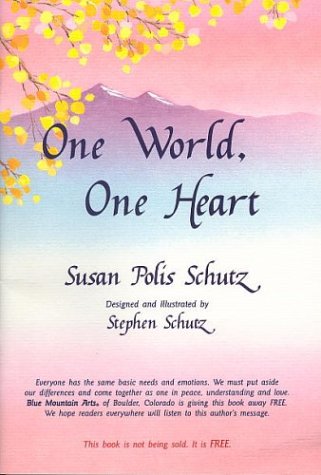 One World,
One Heart
Susan Polis Schutz
Designed and Illustrated by
Stephen Schutz
Everyone has the same basic needs and emotions. We must put aside
our differences and come together as one in peace, understanding and love.
Blue Mountain Arts® of Boulder, Colorado is giving this book away FREE.
We hope readers everywhere will listen to this author's message.
This book is not being sold. It is FREE.